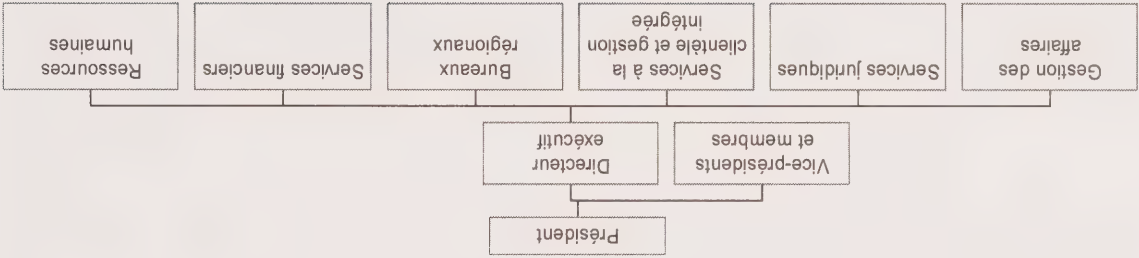 Président
Vice-présidents
et membres
Directeur
exécutif
Gestion des
affaires
Services juridiques
Services à la
clientèle et gestion
intégrée
Bureaux
régionaux
Services financiers
Ressources
humaines